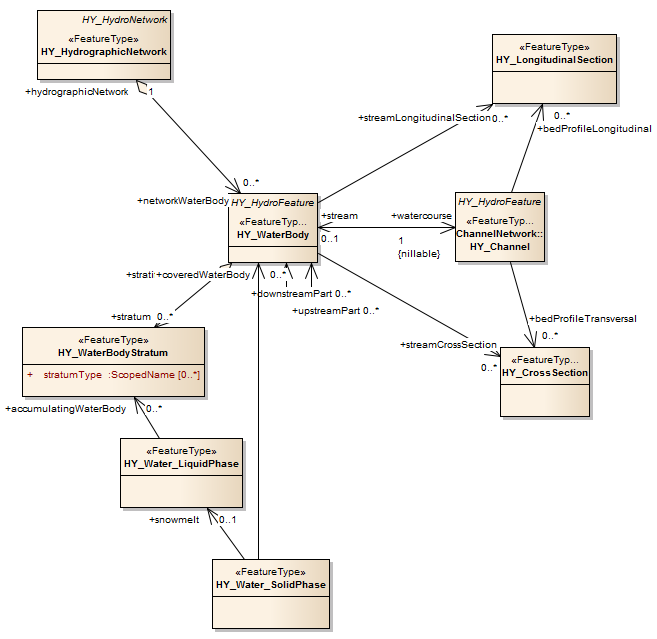 HY_HydroNetwork
«FeatureType»
HY_HydrographicNetwork
+hydrographicNetwork
1
«FeatureType»
HY_LongitudinalSection
+streamLongitudinalSection
0..*
0..*
+bedProfileLongitudinal
0..*
+networkWaterBody
HY_HydroFeature
«FeatureTyp...
HY_WaterBody
+stream
0..1
+watercourse
1
{nillable}
HY_HydroFeature
«FeatureTyp...
ChannelNetwork::
HY_Channel
+strati
+coveredWaterBody
0..*
+downstreamPart 0..*
+upstreamPart 0..*
+stratum 0..*
+bedProfileTransversal
0..*
+streamCrossSection
0..*
«FeatureType»
HY_WaterBodyStratum
+ stratumType :ScopedName [0..*]
«FeatureTyp...
HY_CrossSection
+accumulatingWaterBody
0..*
«FeatureType»
HY_Water_LiquidPhase
+snowmelt
0..1
«FeatureType»
HY_Water_SolidPhase